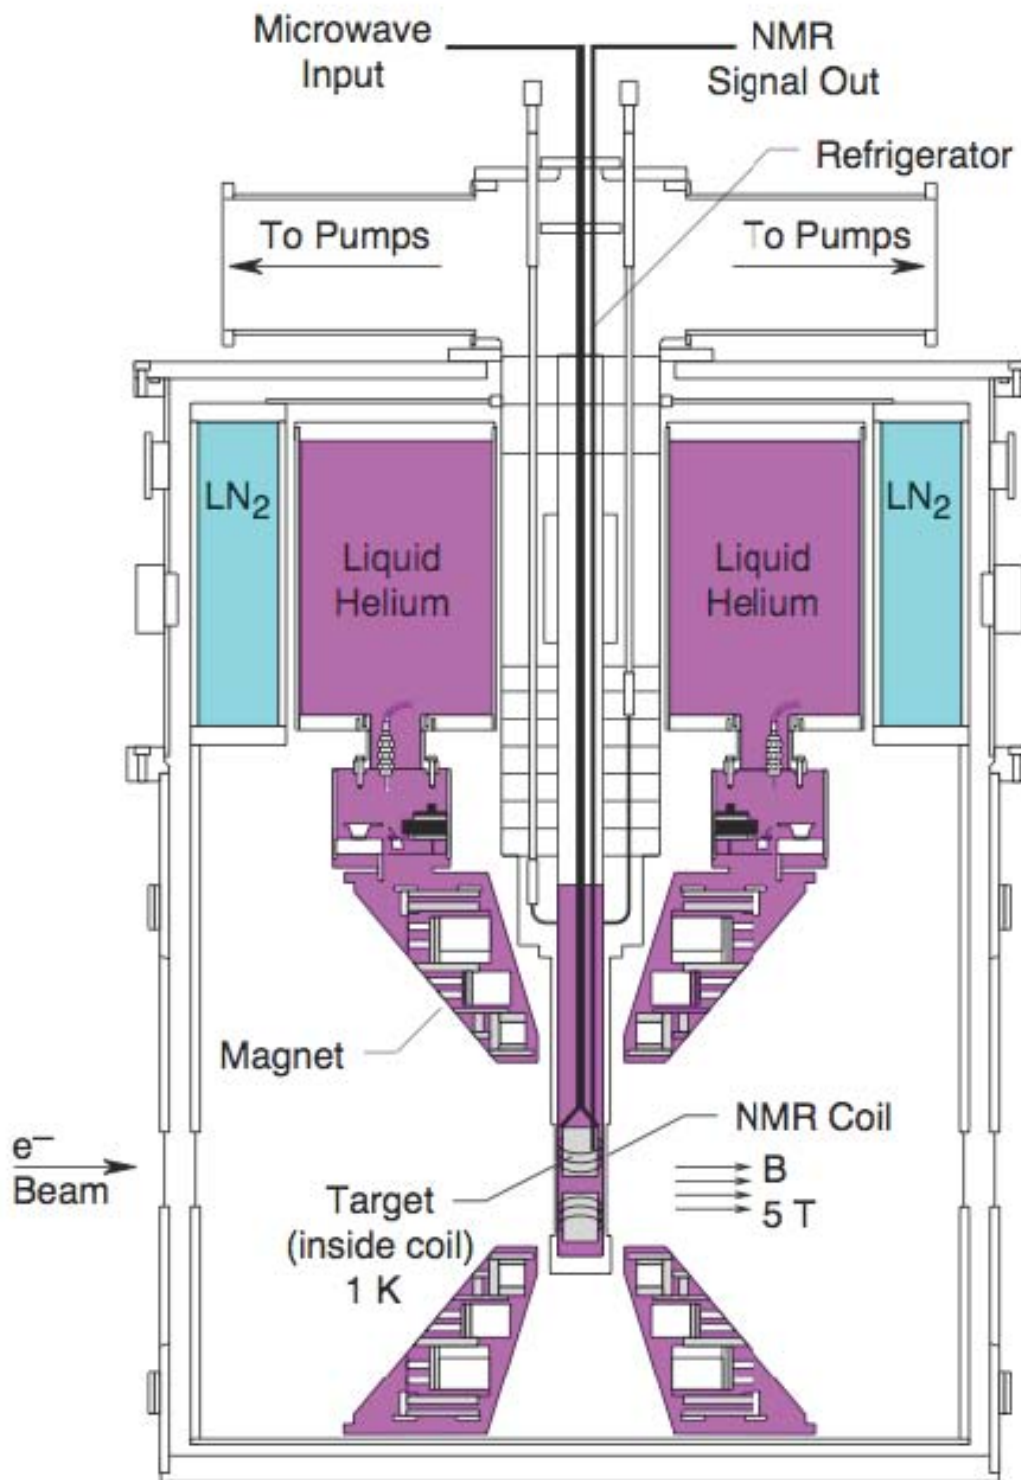 Microwave
Input
NMR
Signal Out
Refrigerator
To Pumps
To Pumps
LN2
Liquid
Helium
Liquid
Helium
LN2
Magnet
NMR Coil
e–
Beam
Target
(inside coil)
1 K
B
5 T